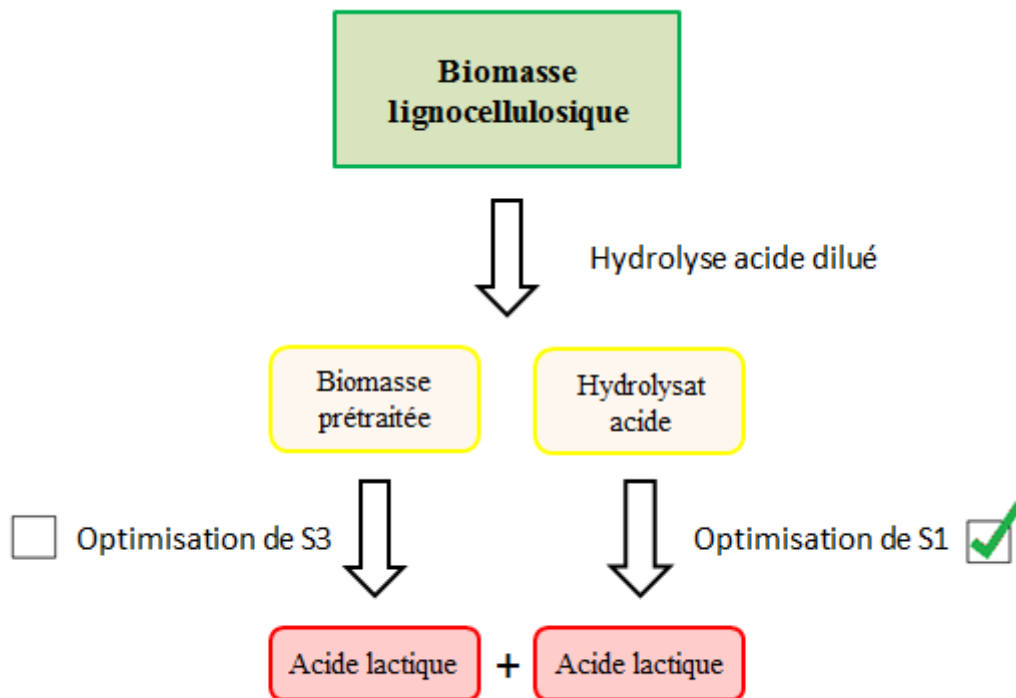 Biomasse
lignocellulosique
Hydrolyse acide dilué
Biomasse
prétraitée
Hydrolysat
acide
Optimisation de S3
Optimisation de S1
Acide lactique
+
Acide lactique